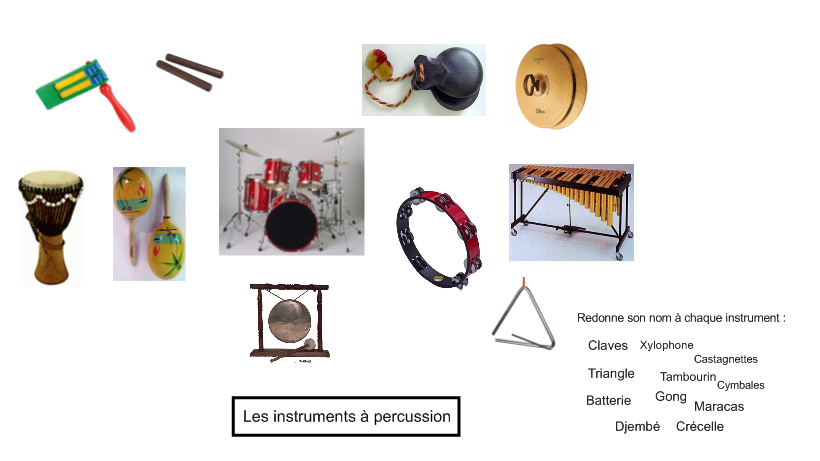 Redonne son nom à chaque instrument :
Claves
Xylophone
Castagnettes
Triangle
Tambourin
Cymbales
Batterie
Gong
Maracas
Djembé
Crécelle
Les instruments à percussion